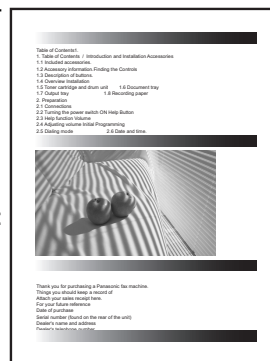 Table of Contents1.
1. Table of Contents / Introduction and Installation Accessories
1.1 Included accessories.
1.2 Accessory information Finding the Controls
1.3 Description of buttons.
1.4 Overview Installation
1.5 Toner cartridge and drum unit 1.6 Document tray
1.7 Output tray 1.8 Recording paper
2. Preparation
2.1 Connections
2.2 Turning the power switch ON Help Button
2.3 Help function Volume
2.4 Adjusting volume Initial Programming
2.5 Dialing mode 2.6 Date and time.
Thank you for purchasing a Panasonic fax machine.
Things you should keep a record of
Attach your sales receipt here.
For your future reference
Date of purchase
Serial number (found on the rear of the unit)
Dealer's name and address
Dealer's telephone number